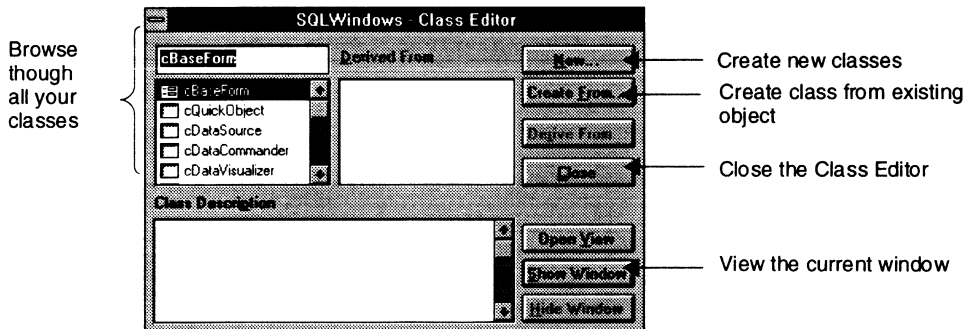 SQLWindows - Class Editor
Browse
though
all your
classes
cBaseForm
Derived From
New...
Create new classes
cBaseForm
cQuickObject
cDataSource
cDataCommander
cDataVisualizer
Create From...
Create class from existing
object
Derive From
Close
Close the Class Editor
Class Description
Open View
Show Window
View the current window
Hide Window